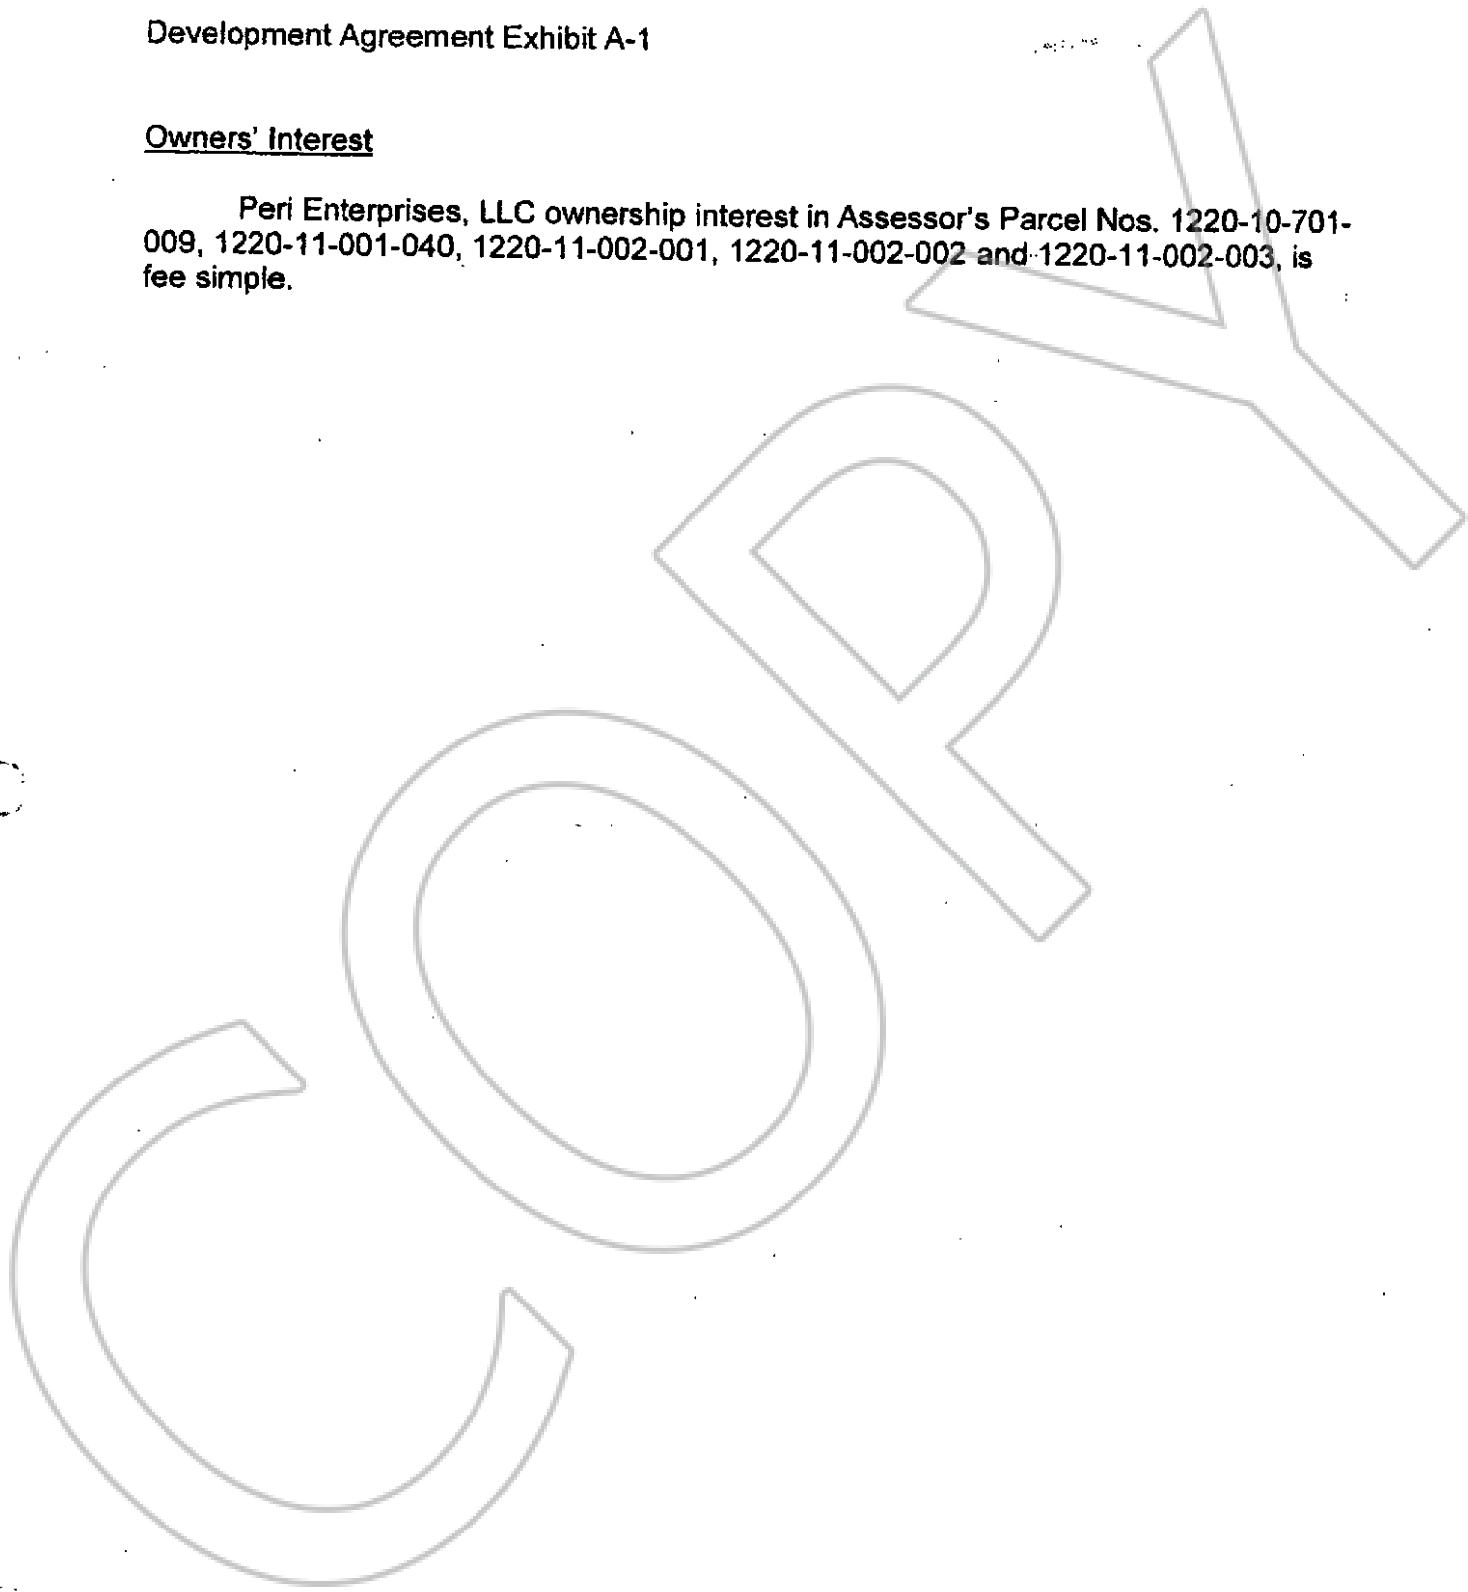 Development Agreement Exhibit A-1
Owners' Interest
Peri Enterprises, LLC ownership interest in Assessor's Parcel Nos. 1220-10-701-
009, 1220-11-001-040, 1220-11-002-001, 1220-11-002-002 and 1220-11-002-003, is
fee simple.
COPY